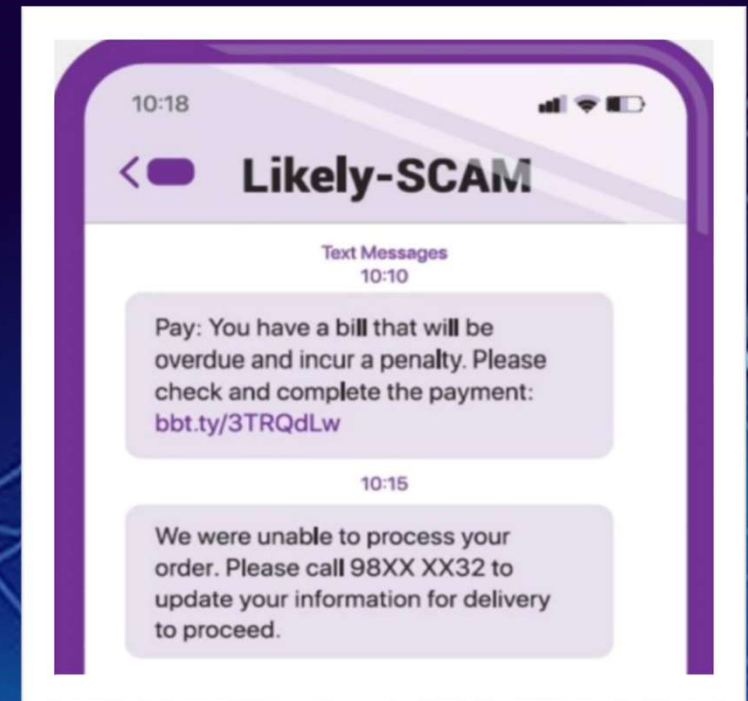 10:18
Likely-SCAM
Text Messages
10:10
Pay: You have a bill that will be
overdue and incur a penalty. Please
check and complete the payment:
bbt.ty/3TRQdLw
10:15
We were unable to process your
order. Please call 98XX XX32 to
update your information for delivery
to proceed.